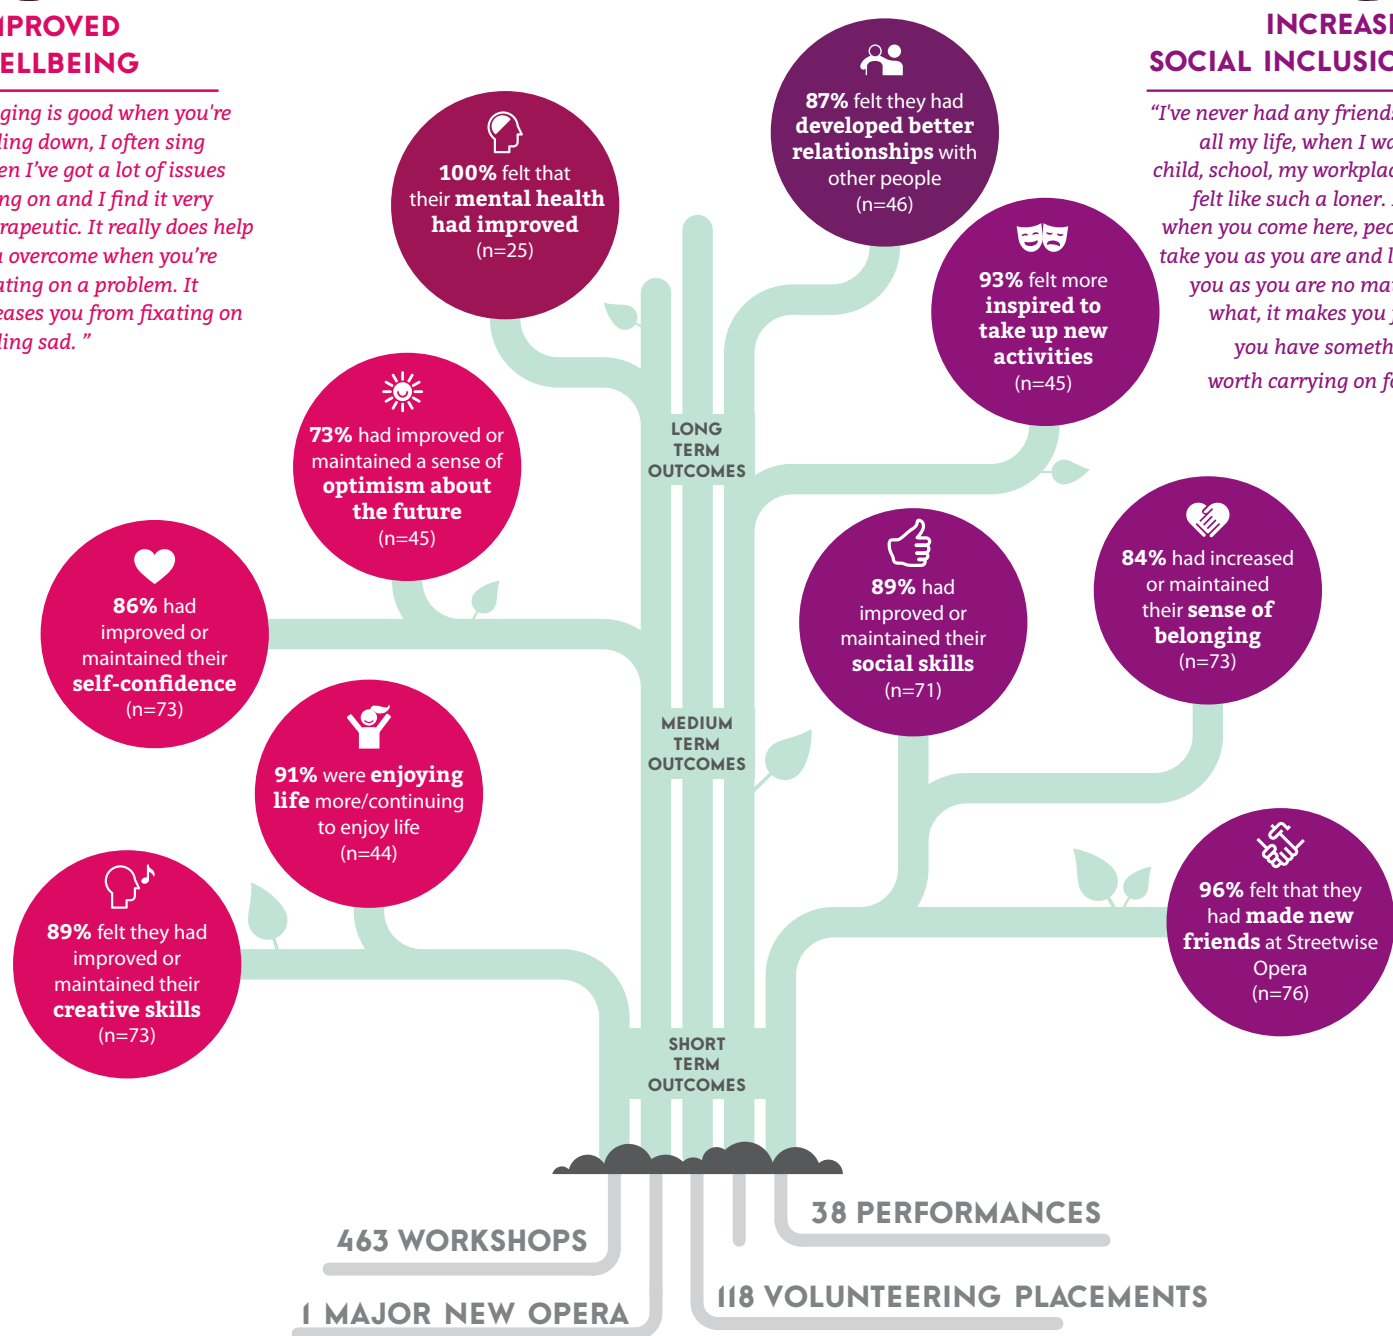 MPROVED
ELLBEING
ging is good when you're
ling down, I often sing
en I've got a lot of issues
ng on and I find it very
rapeutic. It really does help
u overcome when you're
ating on a problem. It
eases you from fixating on
ling sad. ”
INCREAS
SOCIAL INCLUSIO
“I've never had any friends
all my life, when I wa
child, school, my workplac
felt like such a loner.
when you come here, peo
take you as you are and l
you as you are no mat
what, it makes you f
you have someth
worth carrying on fo
100% felt that
their mental health
had improved
(n=25)
87% felt they had
developed better
relationships with
other people
(n=46)
93% felt more
inspired to
take up new
activities
(n=45)
73% had improved or
maintained a sense of
optimism about
the future
(n=45)
LONG
TERM
OUTCOMES
86% had
improved or
maintained their
self-confidence
(n=73)
89% had
improved or
maintained their
social skills
(n=71)
84% had increased
or maintained
their sense of
belonging
(n=73)
91% were enjoying
life more/continuing
to enjoy life
(n=44)
MEDIUM
TERM
OUTCOMES
89% felt they had
improved or
maintained their
creative skills
(n=73)
96% felt that they
had made new
friends at Streetwise
Opera
(n=76)
SHORT
TERM
OUTCOMES
463 WORKSHOPS
38 PERFORMANCES
1 MAJOR NEW OPERA
118 VOLUNTEERING PLACEMENTS